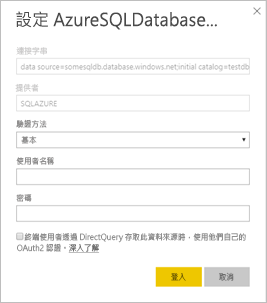 設定 AzureSQLDatabase...
連接字串
data source=somesqldb.database.windows.net;initial catalog=testdb
提供者
SQLAZURE
驗證方法
基本
使用者名稱
密碼
終端使用者透過 DirectQuery 存取此資料來源時，使用他們自己的
OAuth2 認證。深入了解
登入
取消